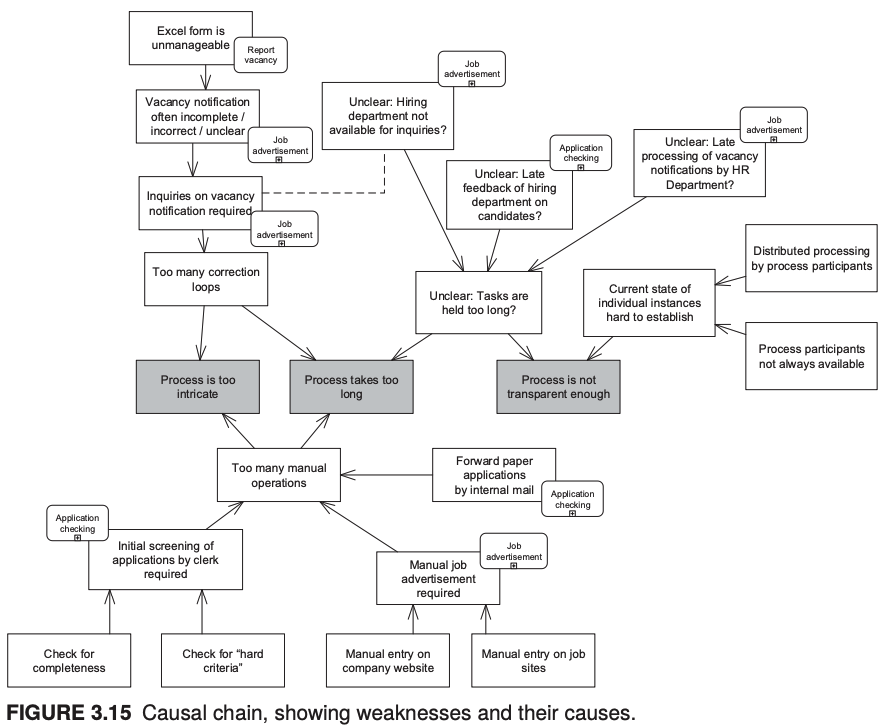 Excel form is
unmanageable
Report
vacancy
Vacancy notification
often incomplete /
incorrect / unclear
Job
advertisement
Inquiries on vacancy
notification required
Job
advertisement
Too many correction
loops
Unclear: Hiring
department not
available for inquiries?
Job
advertisement
Unclear: Late
feedback of hiring
department on
candidates?
Application
checking
Unclear: Late
processing of vacancy
notifications by HR
Department?
Job
advertisement
Unclear: Tasks are
held too long?
Current state of
individual instances
hard to establish
Distributed processing
by process participants
Process participants
not always available
Process is too
intricate
Process takes too
long
Process is not
transparent enough
Too many manual
operations
Forward paper
applications
by internal mail
Application
checking
Application
checking
Initial screening of
applications by clerk
required
Manual job
advertisement
required
Job
advertisement
Check for
completeness
Check for “hard
criteria”
Manual entry on
company website
Manual entry on job
sites
FIGURE 3.15 Causal chain, showing weaknesses and their causes.